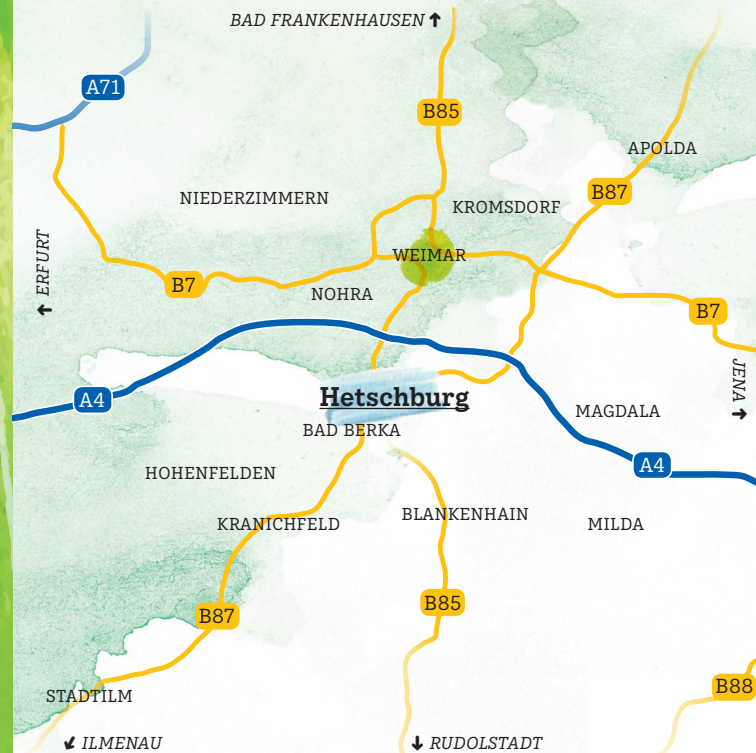 BAD FRANKENHAUSEN ↑
A71
B85
APOLDA
B87
NIEDERZIMMERN
KROMSDORF
← ERFURT
WEIMAR
B7
NOHRA
B7
JENA →
A4
Hetschburg
MAGDALA
BAD BERKA
A4
HOHENFELDEN
KRANICHFELD
BLANKENHAIN
MILDA
B85
B87
B88
STADTILM
↙ ILMENAU
↓ RUDOLSTADT